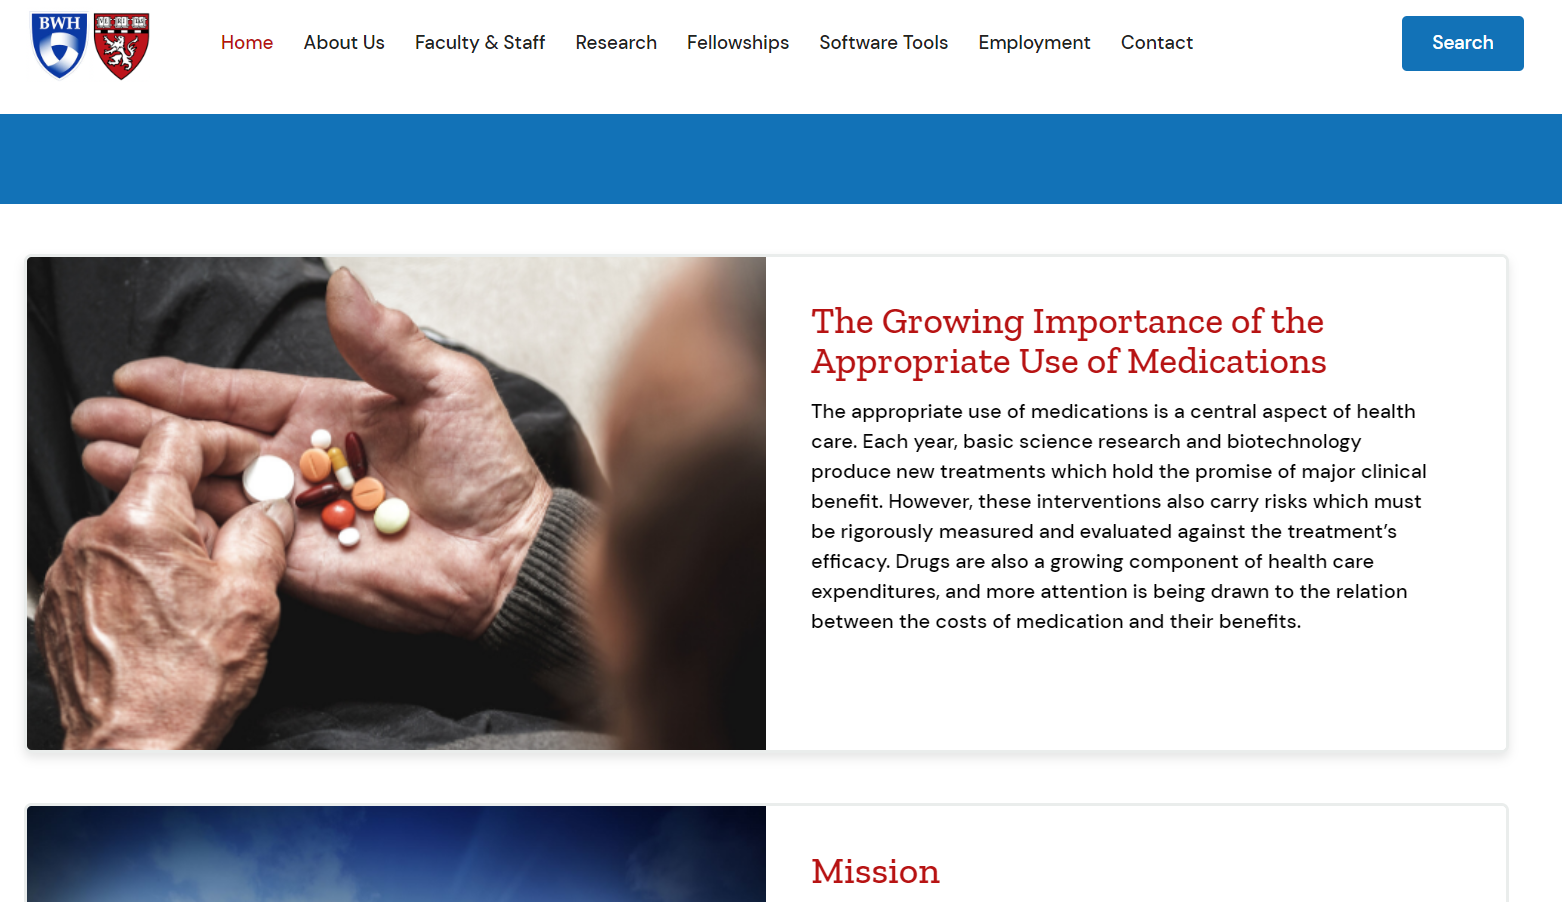 BWH
Home About Us Faculty & Staff Research Fellowships Software Tools Employment Contact Search
The Growing Importance of the
Appropriate Use of Medications
The appropriate use of medications is a central aspect of health
care. Each year, basic science research and biotechnology
produce new treatments which hold the promise of major clinical
benefit. However, these interventions also carry risks which must
be rigorously measured and evaluated against the treatment’s
efficacy. Drugs are also a growing component of health care
expenditures, and more attention is being drawn to the relation
between the costs of medication and their benefits.
Mission